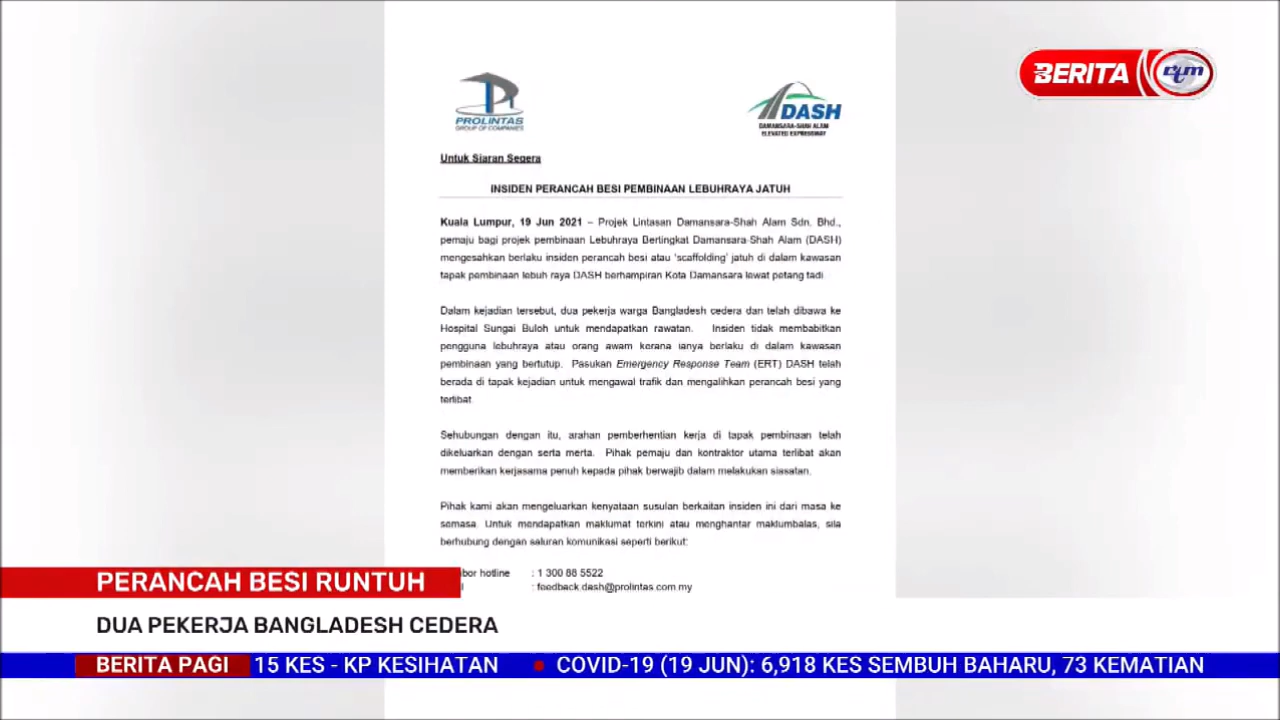 BERITA rtm
PROLINTAS
GROUP OF COMPANIES
DASH
DAMANSARA-SHAH ALAM
ELEVATED EXPRESSWAY
Untuk Siaran Segera
INSIDEN PERANCAH BESI PEMBINAAN LEBUHRAYA JATUH
Kuala Lumpur, 19 Jun 2021 – Projek Lintasan Damansara-Shah Alam Sdn. Bhd.,
pemaju bagi projek pembinaan Lebuhraya Bertingkat Damansara-Shah Alam (DASH)
mengesahkan berlaku insiden perancah besi atau 'scaffolding' jatuh di dalam kawasan
tapak pembinaan lebuh raya DASH berhampiran Kota Damansara lewat petang tadi.
Dalam kejadian tersebut, dua pekerja warga Bangladesh cedera dan telah dibawa ke
Hospital Sungai Buloh untuk mendapatkan rawatan. Insiden tidak membabitkan
pengguna lebuhraya atau orang awam kerana ianya berlaku di dalam kawasan
pembinaan yang bertutup. Pasukan Emergency Response Team (ERT) DASH telah
berada di tapak kejadian untuk mengawal trafik dan mengalihkan perancah besi yang
terlibat.
Sehubungan dengan itu, arahan pemberhentian kerja di tapak pembinaan telah
dikeluarkan dengan serta merta. Pihak pemaju dan kontraktor utama terlibat akan
memberikan kerjasama penuh kepada pihak berwajib dalam melakukan siasatan.
Pihak kami akan mengeluarkan kenyataan susulan berkaitan insiden ini dari masa ke
semasa. Untuk mendapatkan maklumat terkini atau menghantar maklumbalas, sila
berhubung dengan saluran komunikasi seperti berikut:
hotline : 1 300 88 5522
: feedback.dash@prolintas.com.my
PERANCAH BESI RUNTUH
DUA PEKERJA BANGLADESH CEDERA
BERITA PAGI 15 KES - KP KESIHATAN • COVID-19 (19 JUN): 6,918 KES SEMBUH BAHARU, 73 KEMATIAN